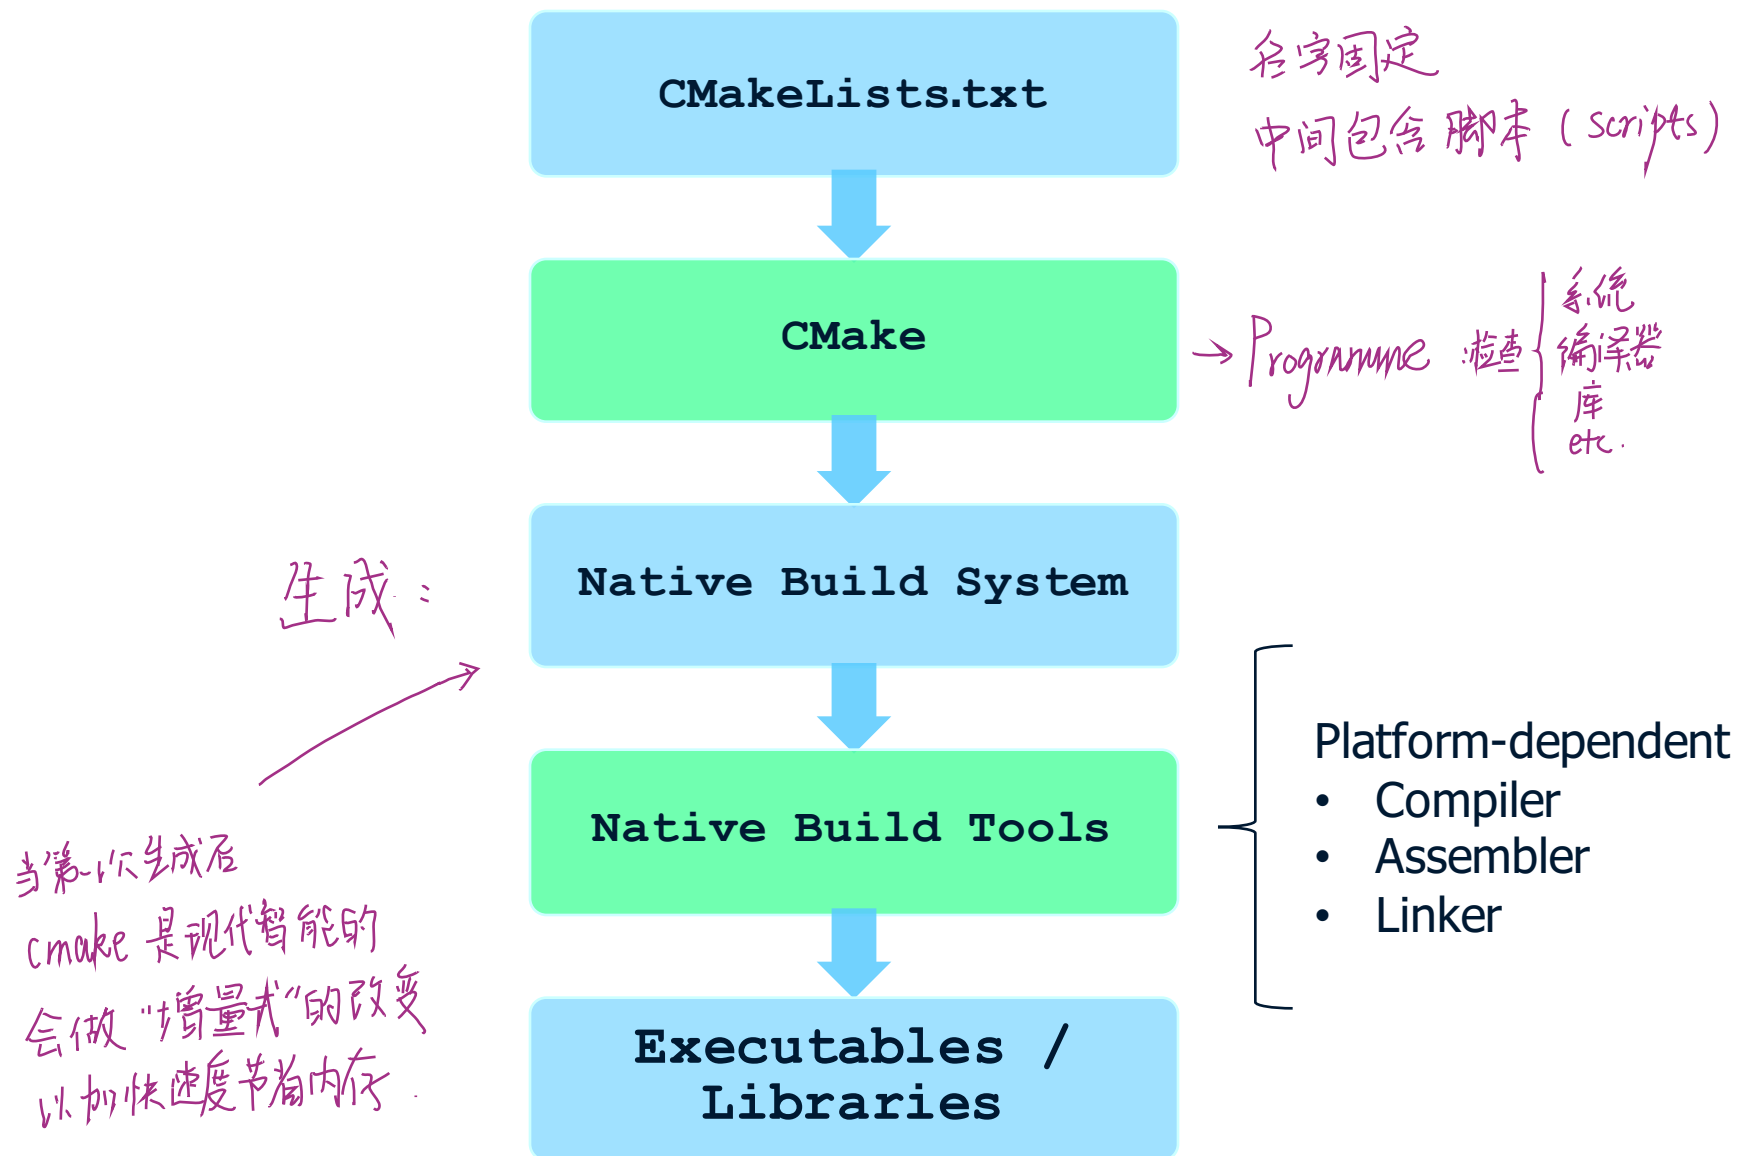 CMakeLists.txt
名字固定
中间包含脚本 (scripts)
CMake
→ Programme :检查
系统
编译器
库
etc.
Native Build System
生成:
Native Build Tools
Platform-dependent
• Compiler
• Assembler
• Linker
当第一次生成后
cmake 是现代智能的
会做 "增量式" 的改变
以加快速度节省内存.
Executables /
Libraries